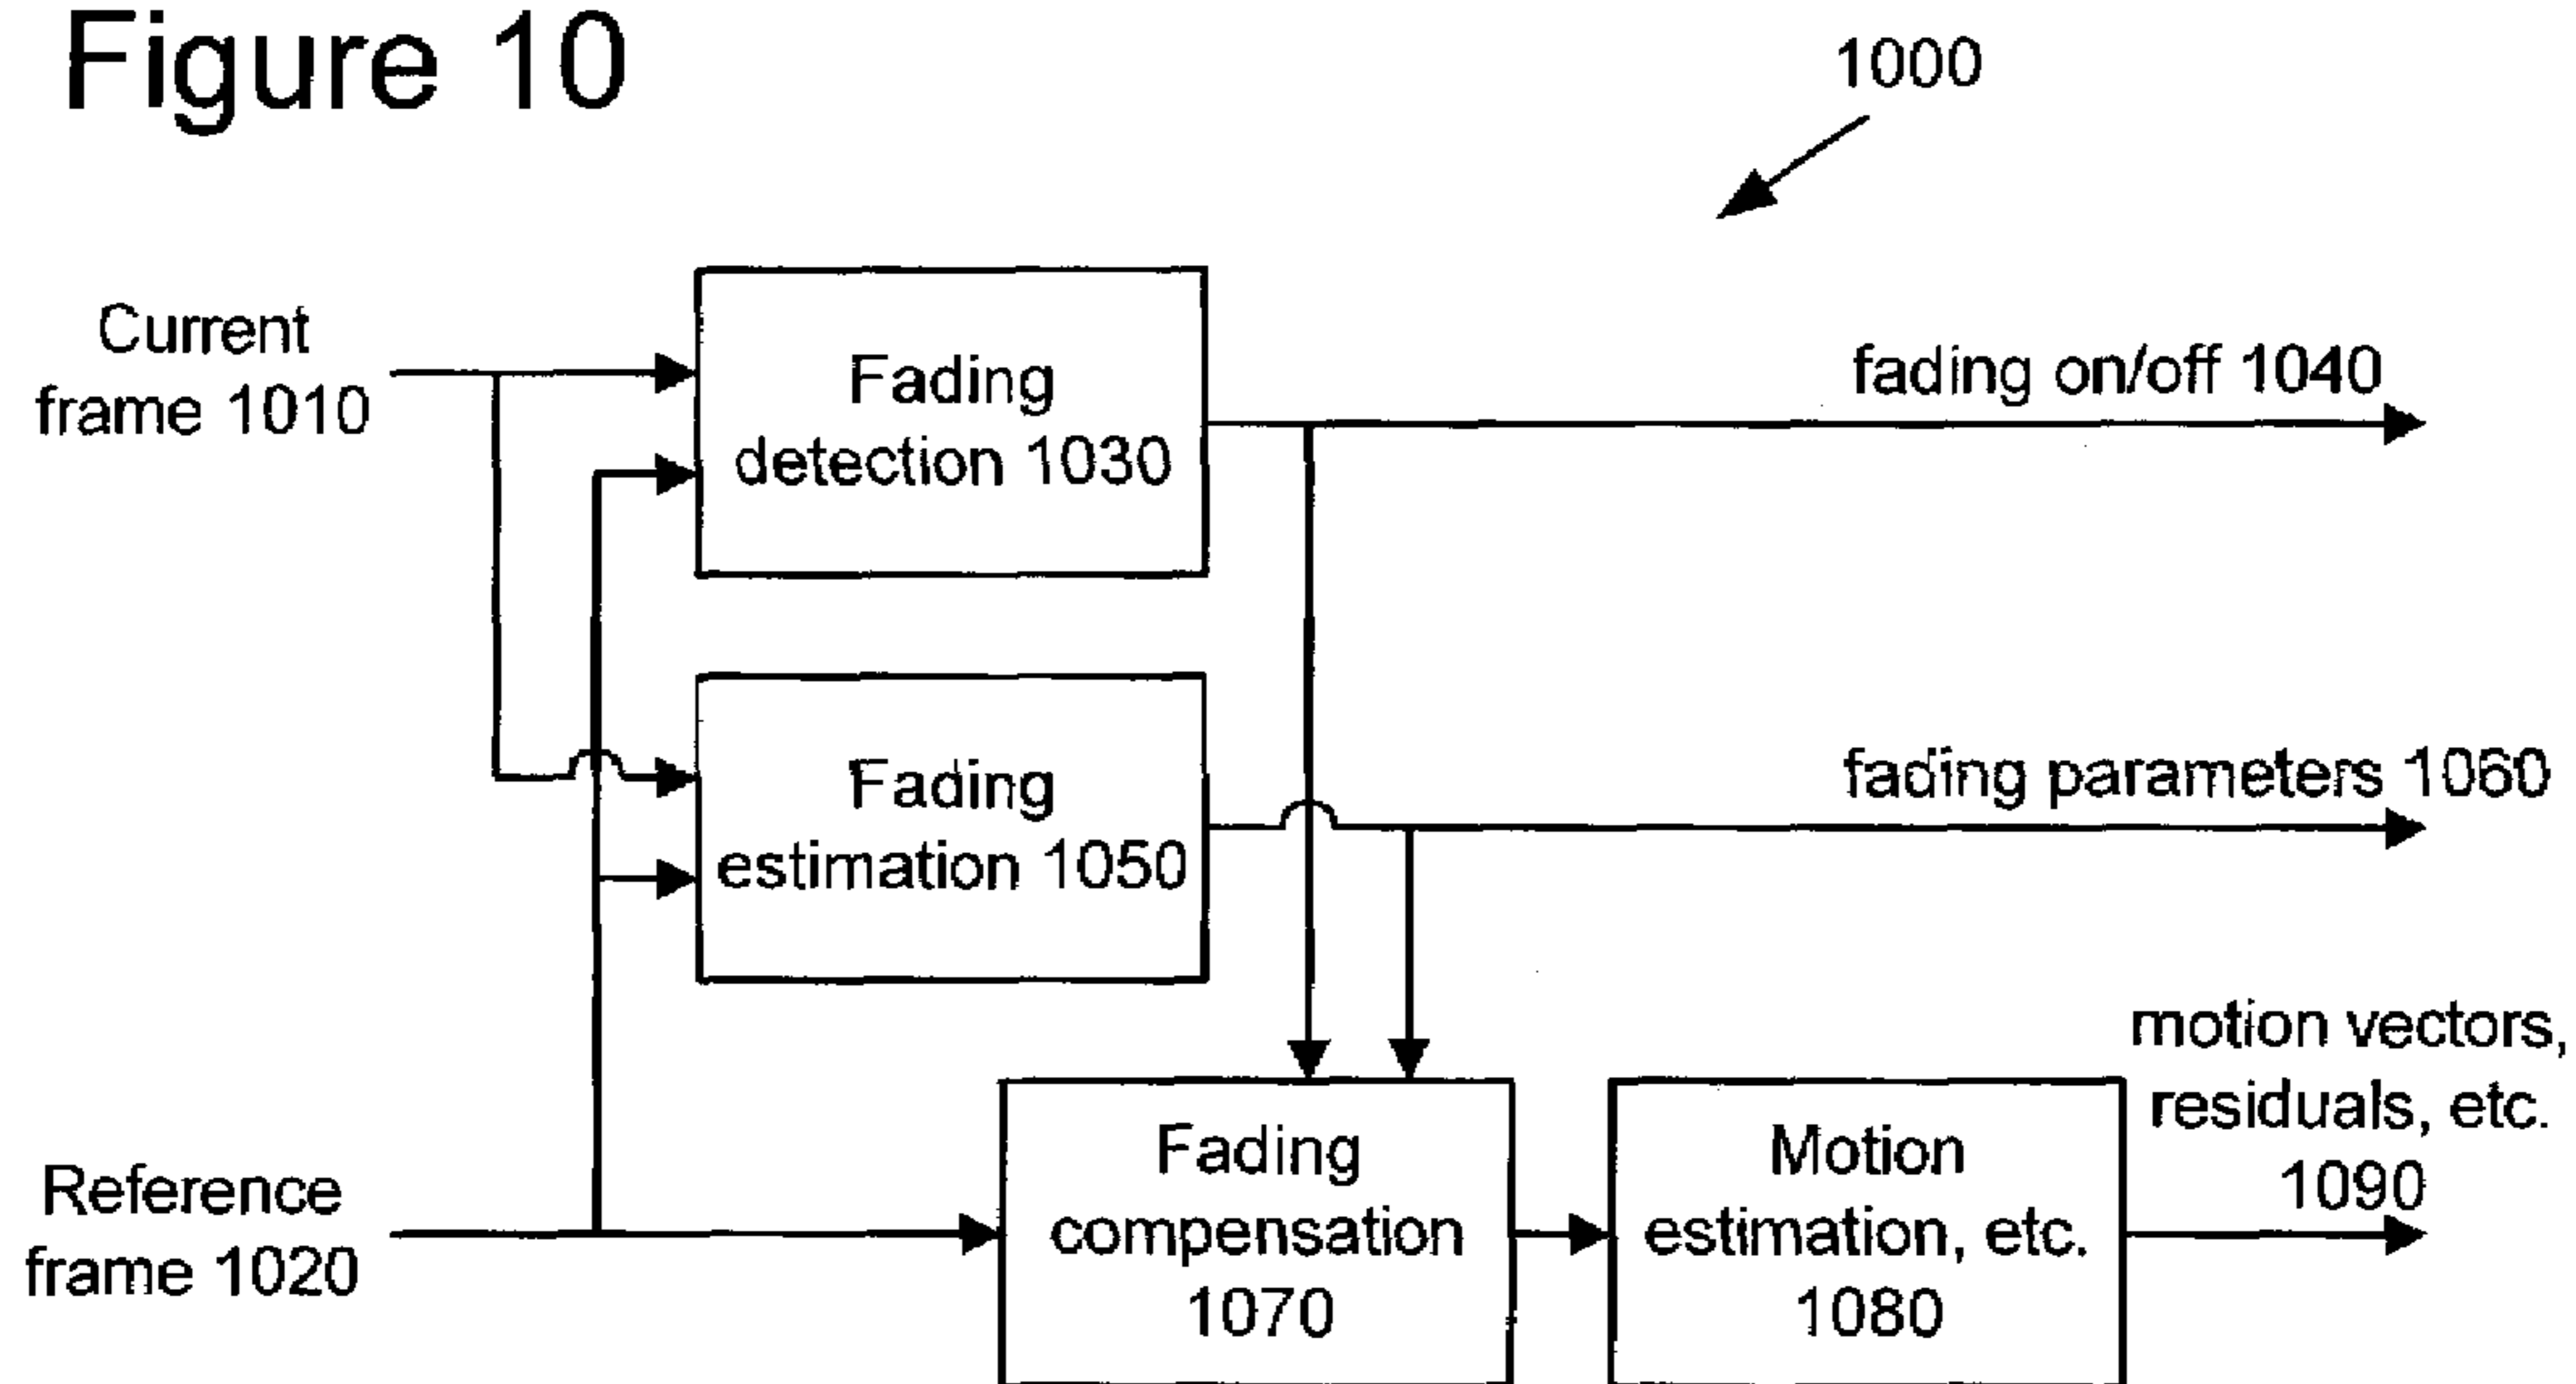 Figure 10
1000
Current
frame 1010
Fading
detection 1030
fading on/off 1040
Fading
estimation 1050
fading parameters 1060
Reference
frame 1020
Fading
compensation
1070
Motion
estimation, etc.
1080
motion vectors,
residuals, etc.
1090